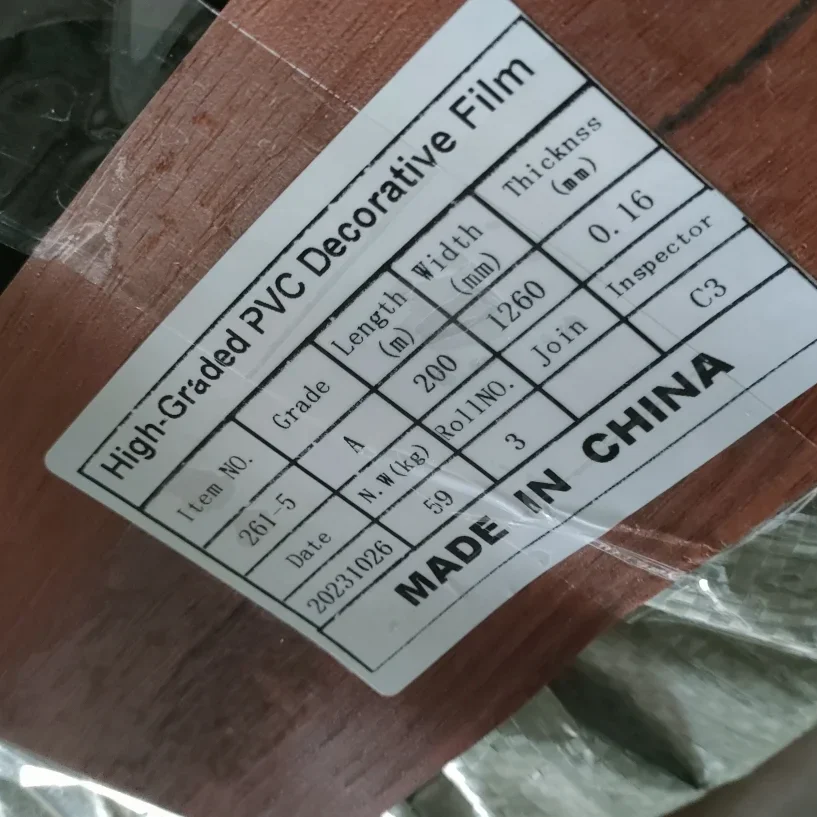 High-Graded PVC Decorative Film
Item NO. Grade Length (m) Width (mm) Thicknss (mm)
261-5 A 200 1260 0.16
Date N.W(kg) RollNO. Join Inspector
20231026 59 3 C3
MADE IN CHINA